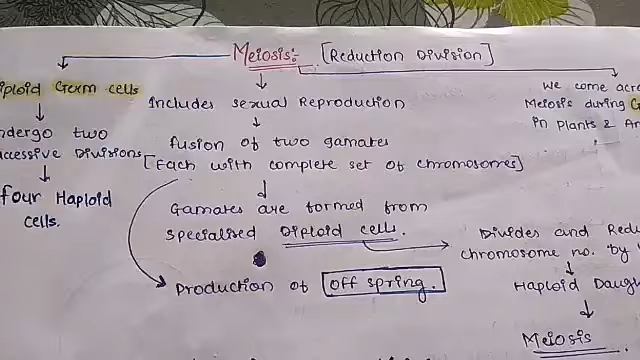 Meiosis:- [Reduction Division]
iploid Germ cells
ndergo two
ccessive Divisions
four Haploid
cells.
Includes sexual Reproduction
fusion of two gamates
[Each with complete set of chromosomes]
Gamates are formed from
specialised Diploid cells.
Production of Off spring.
We come acro
Meiosis during G
in plants & An
Divides and Redu
chromosome no. by
Haploid Daug
Meiosis